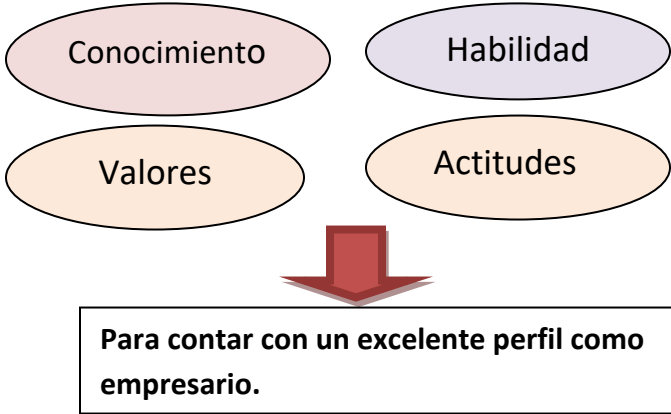 Conocimiento
Habilidad
Valores
Actitudes
Para contar con un excelente perfil como
empresario.